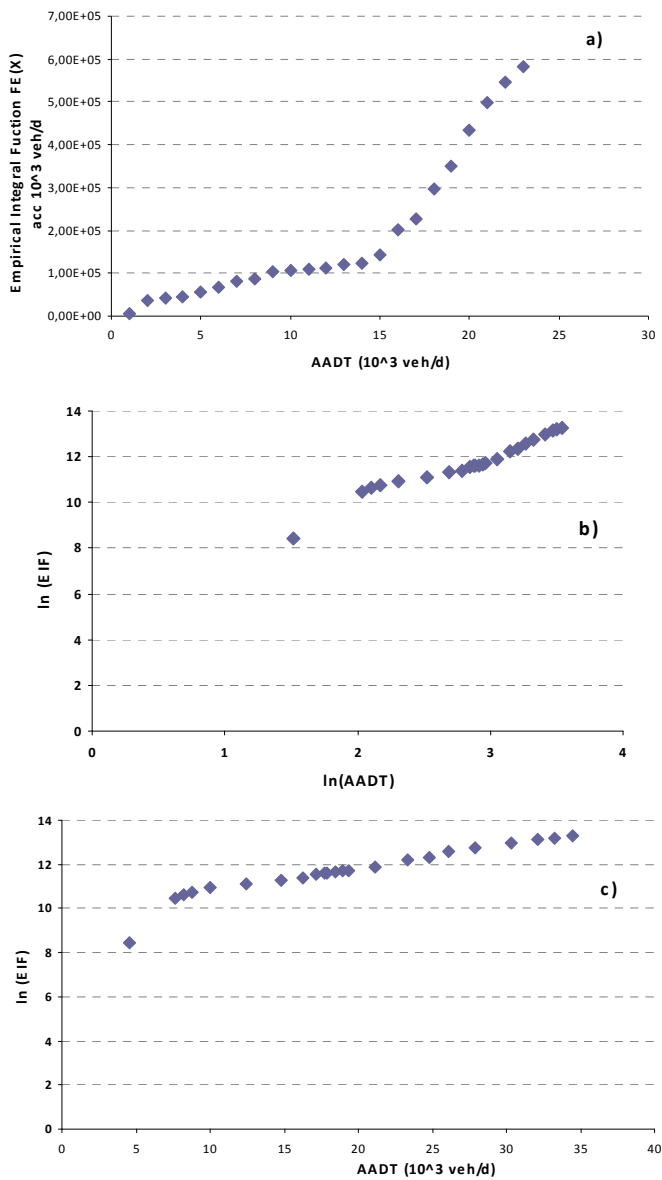 a)
7,00E+05
6,00E+05
5,00E+05
4,00E+05
3,00E+05
2,00E+05
1,00E+05
0,00E+00
Empirical Integral Fuction FE(X)
acc 10^3 veh/d
0 5 10 15 20 25 30
AADT (10^3 veh/d)
b)
14
12
10
8
6
4
2
0
ln (EIF)
0 1 2 3 4
ln(AADT)
c)
14
12
10
8
6
4
2
0
ln (EIF)
0 5 10 15 20 25 30 35 40
AADT (10^3 veh/d)